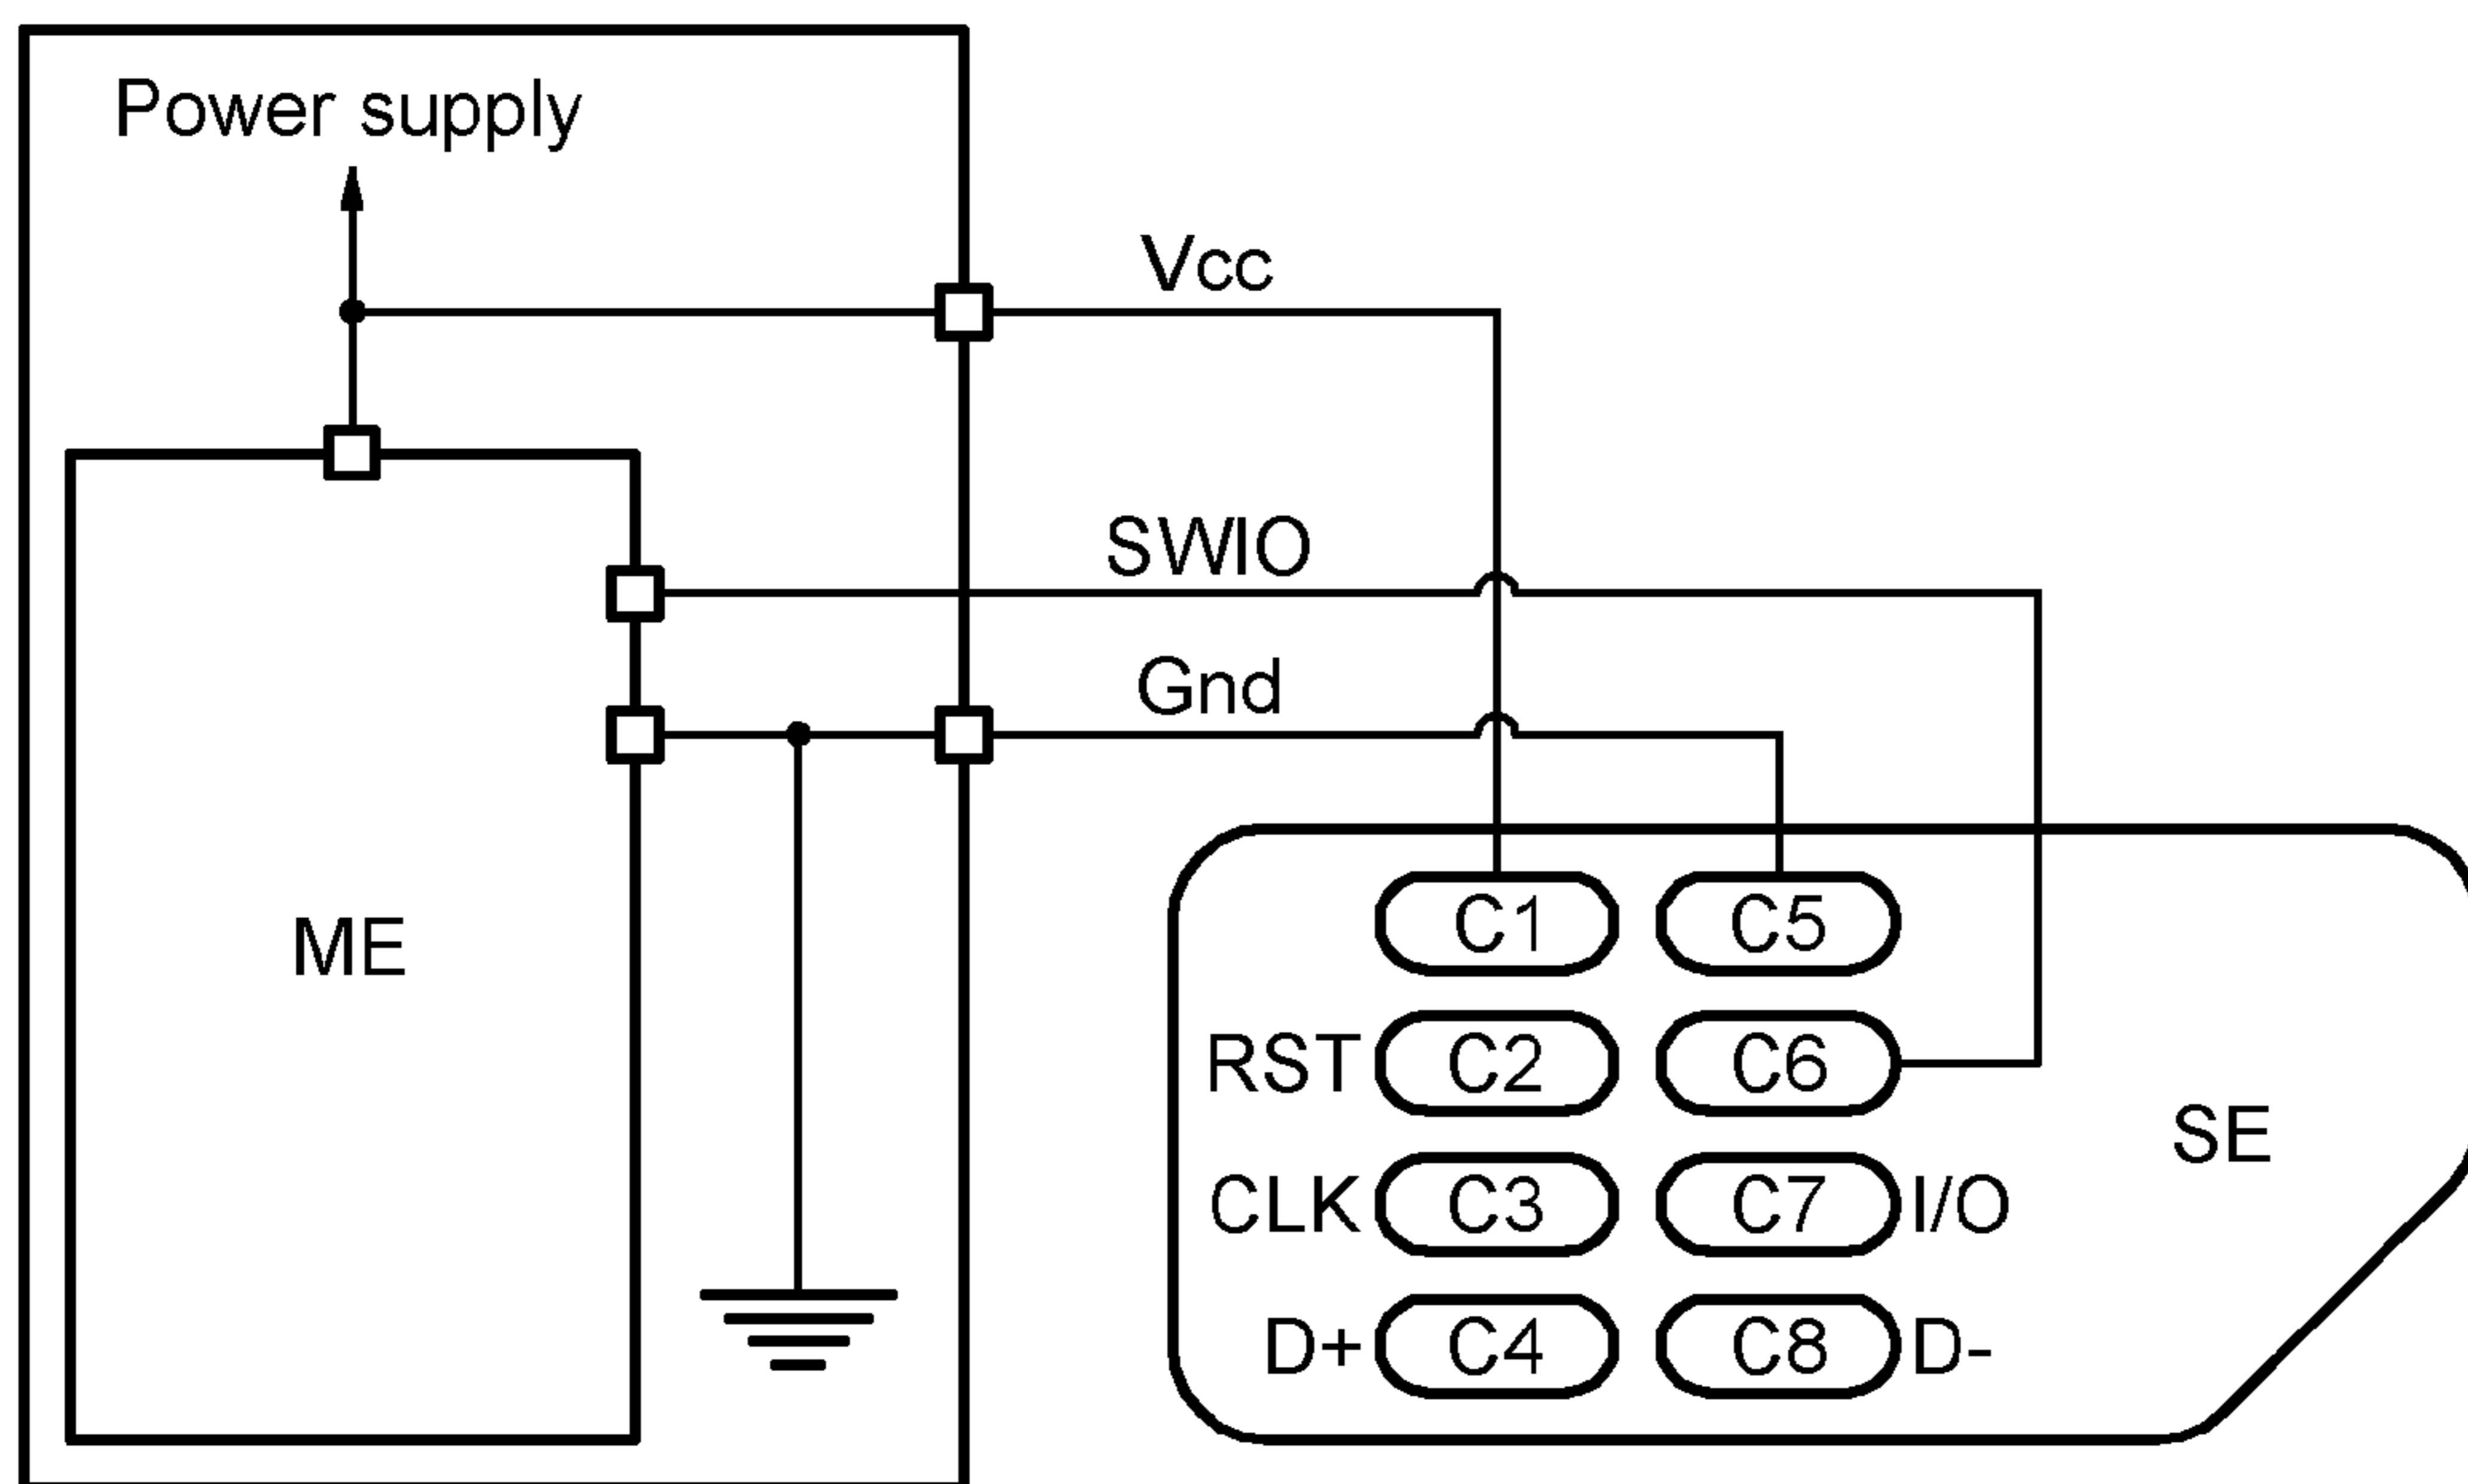 Power supply
Vcc
SWIO
Gnd
ME
C1 C5
RST C2 C6
SE
CLK C3 C7 I/O
D+ C4 C8 D-